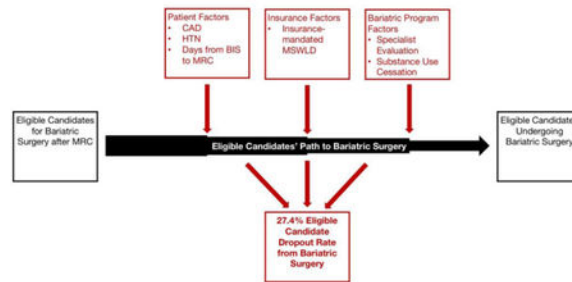 Patient Factors
• CAD
• HTN
• Days from BIS
to MRC
Insurance Factors
• Insurance-
mandated
MSWLD
Bariatric Program
Factors
• Specialist
Evaluation
• Substance Use
Cessation
Eligible Candidates
for Bariatric
Surgery after MRC
Eligible Candidates' Path to Bariatric Surgery
Eligible Candidate
Undergoing
Bariatric Surgery
27.4% Eligible
Candidate
Dropout Rate
from Bariatric
Surgery